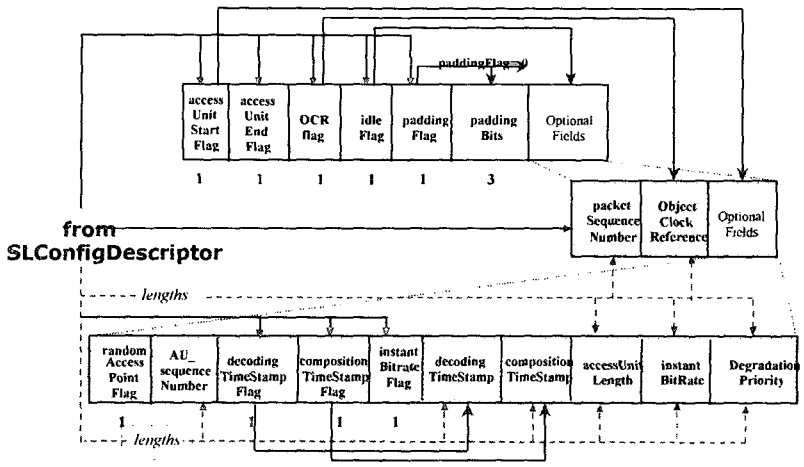 paddingFlag=0
access
Unit
Start
Flag
access
Unit
End
Flag
OCR
flag
idle
Flag
padding
Flag
padding
Bits
Optional
Fields
1 1 1 1 1 3
packet
Sequence
Number
Object
Clock
Reference
Optional
Fields
from
SLConfigDescriptor
lengths
random
Access
Point
Flag
AU_
sequence
Number
decoding
TimeStamp
Flag
composition
TimeStamp
Flag
instant
Bitrate
Flag
decoding
TimeStamp
composition
TimeStamp
accessUnit
Length
instant
BitRate
Degradation
Priority
1 1 1 1
lengths